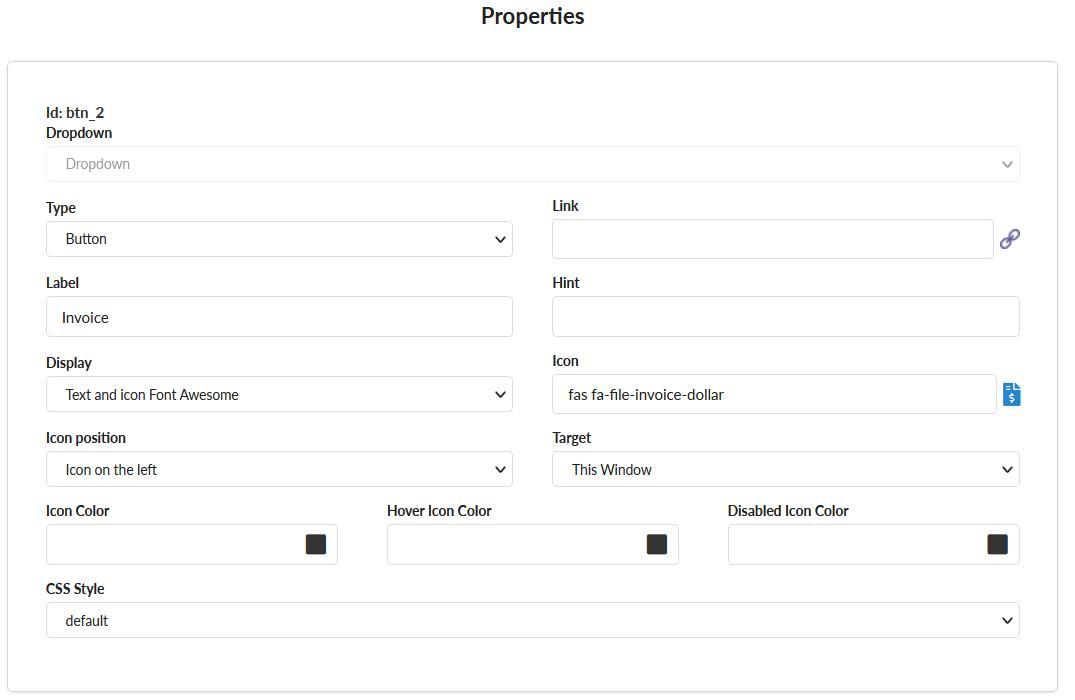 Properties
Id: btn_2
Dropdown
Dropdown
Type
Link
Button
Label
Hint
Invoice
Display
Icon
Text and icon Font Awesome
fas fa-file-invoice-dollar
Icon position
Target
Icon on the left
This Window
Icon Color
Hover Icon Color
Disabled Icon Color
CSS Style
default